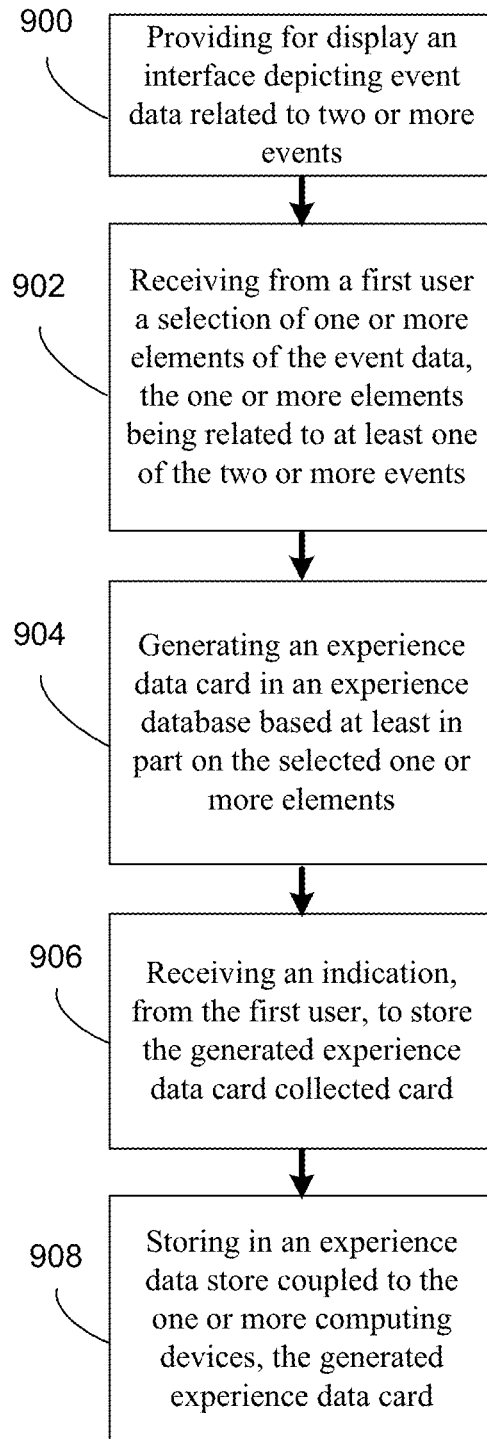 900
Providing for display an
interface depicting event
data related to two or more
events
902
Receiving from a first user
a selection of one or more
elements of the event data,
the one or more elements
being related to at least one
of the two or more events
904
Generating an experience
data card in an experience
database based at least in
part on the selected one or
more elements
906
Receiving an indication,
from the first user, to store
the generated experience
data card collected card
908
Storing in an experience
data store coupled to the
one or more computing
devices, the generated
experience data card